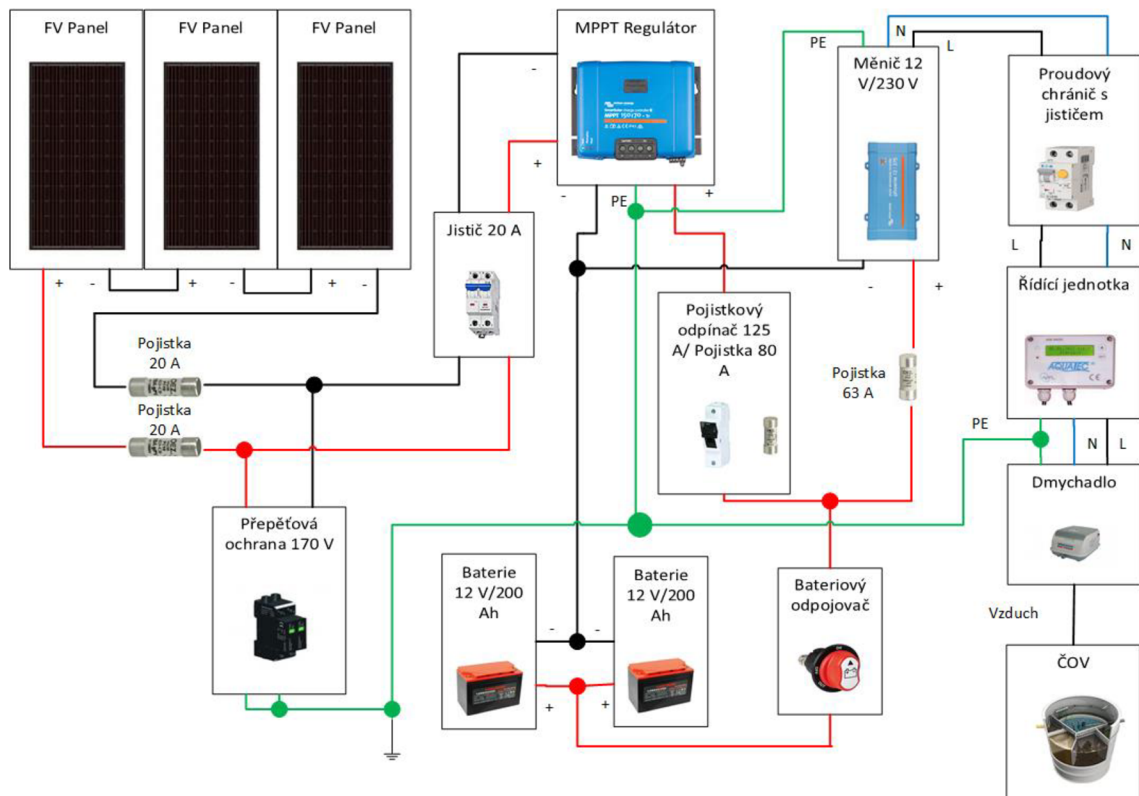 FV Panel
FV Panel
FV Panel
+
-
+
-
+
-
Pojistka
20 A
Pojistka
20 A
Přepěťová
ochrana 170 V
Jistič 20 A
MPPT Regulátor
-
+
-
PE
+
Pojistkový
odpínač 125
A/ Pojistka 80
A
PE
N
L
Měnič 12
V/230 V
-
+
Pojistka
63 A
Proudový
chránič s
jističem
L
N
Řídící jednotka
AQUATEC
PE
N
L
Dmychadlo
Vzduch
ČOV
Baterie
12 V/200
Ah
-
+
Baterie
12 V/200
Ah
-
+
Bateriový
odpojovač